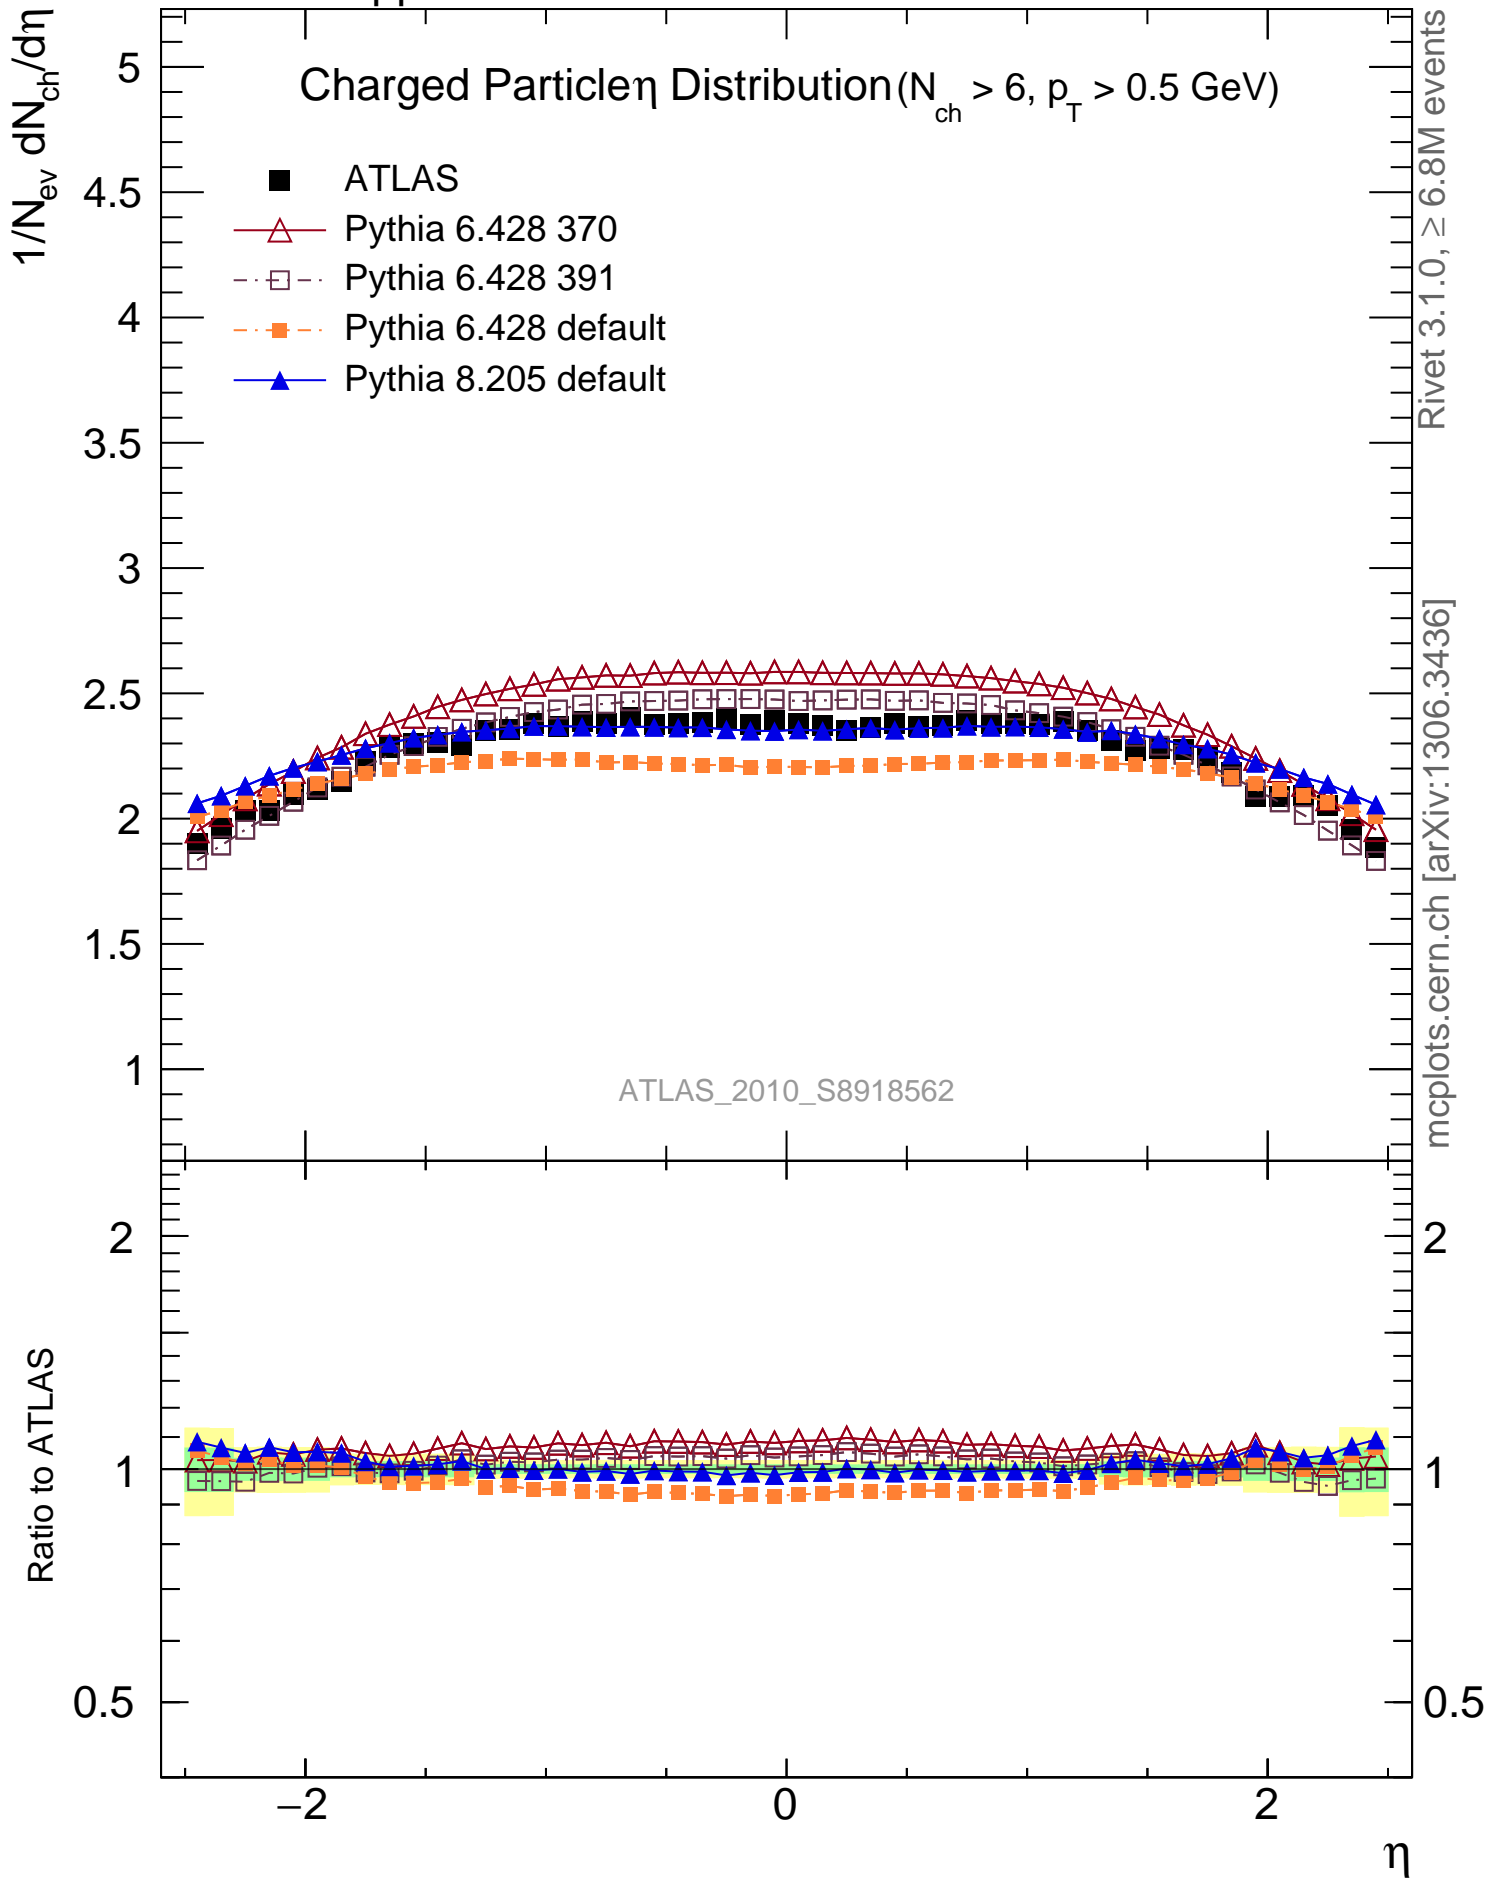 1/N_ev dN_ch/dη
Charged Particleη Distribution(N_ch > 6, p_T > 0.5 GeV)
ATLAS
Pythia 6.428 370
Pythia 6.428 391
Pythia 6.428 default
Pythia 8.205 default
5
4.5
4
3.5
3
2.5
2
1.5
1
ATLAS_2010_S8918562
Rivet 3.1.0, ≥ 6.8M events
mcplots.cern.ch [arXiv:1306.3436]
Ratio to ATLAS
2
1
0.5
2
1
0.5
−2 0 2
η